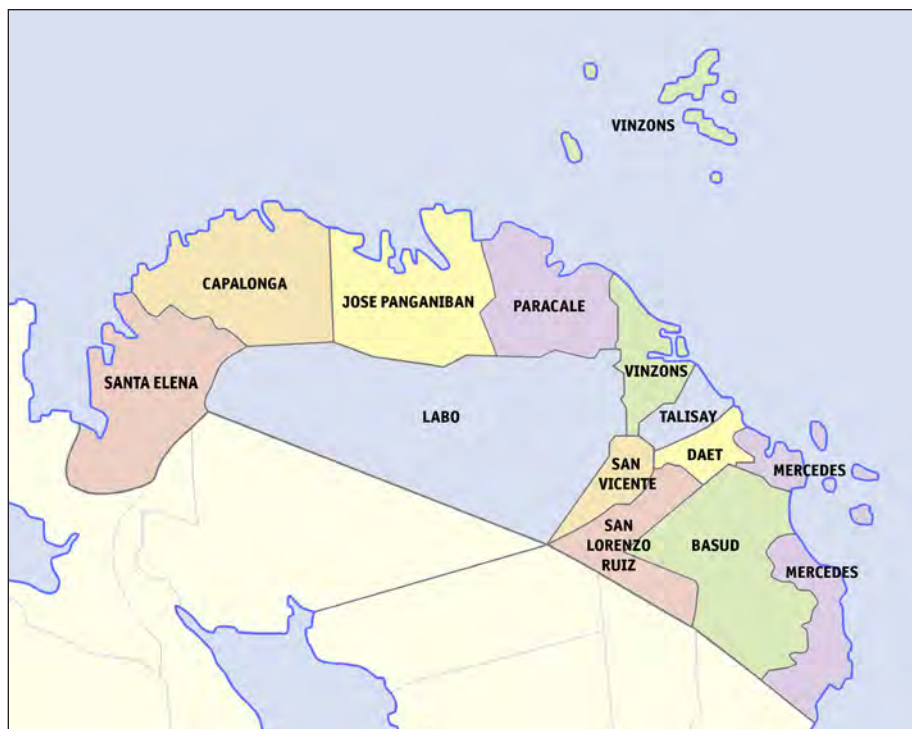 VINZONS
CAPALONGA
JOSE PANGANIBAN
PARACALE
SANTA ELENA
VINZONS
LABO
TALISAY
DAET
SAN
VICENTE
MERCEDES
SAN
LORENZO
RUIZ
BASUD
MERCEDES